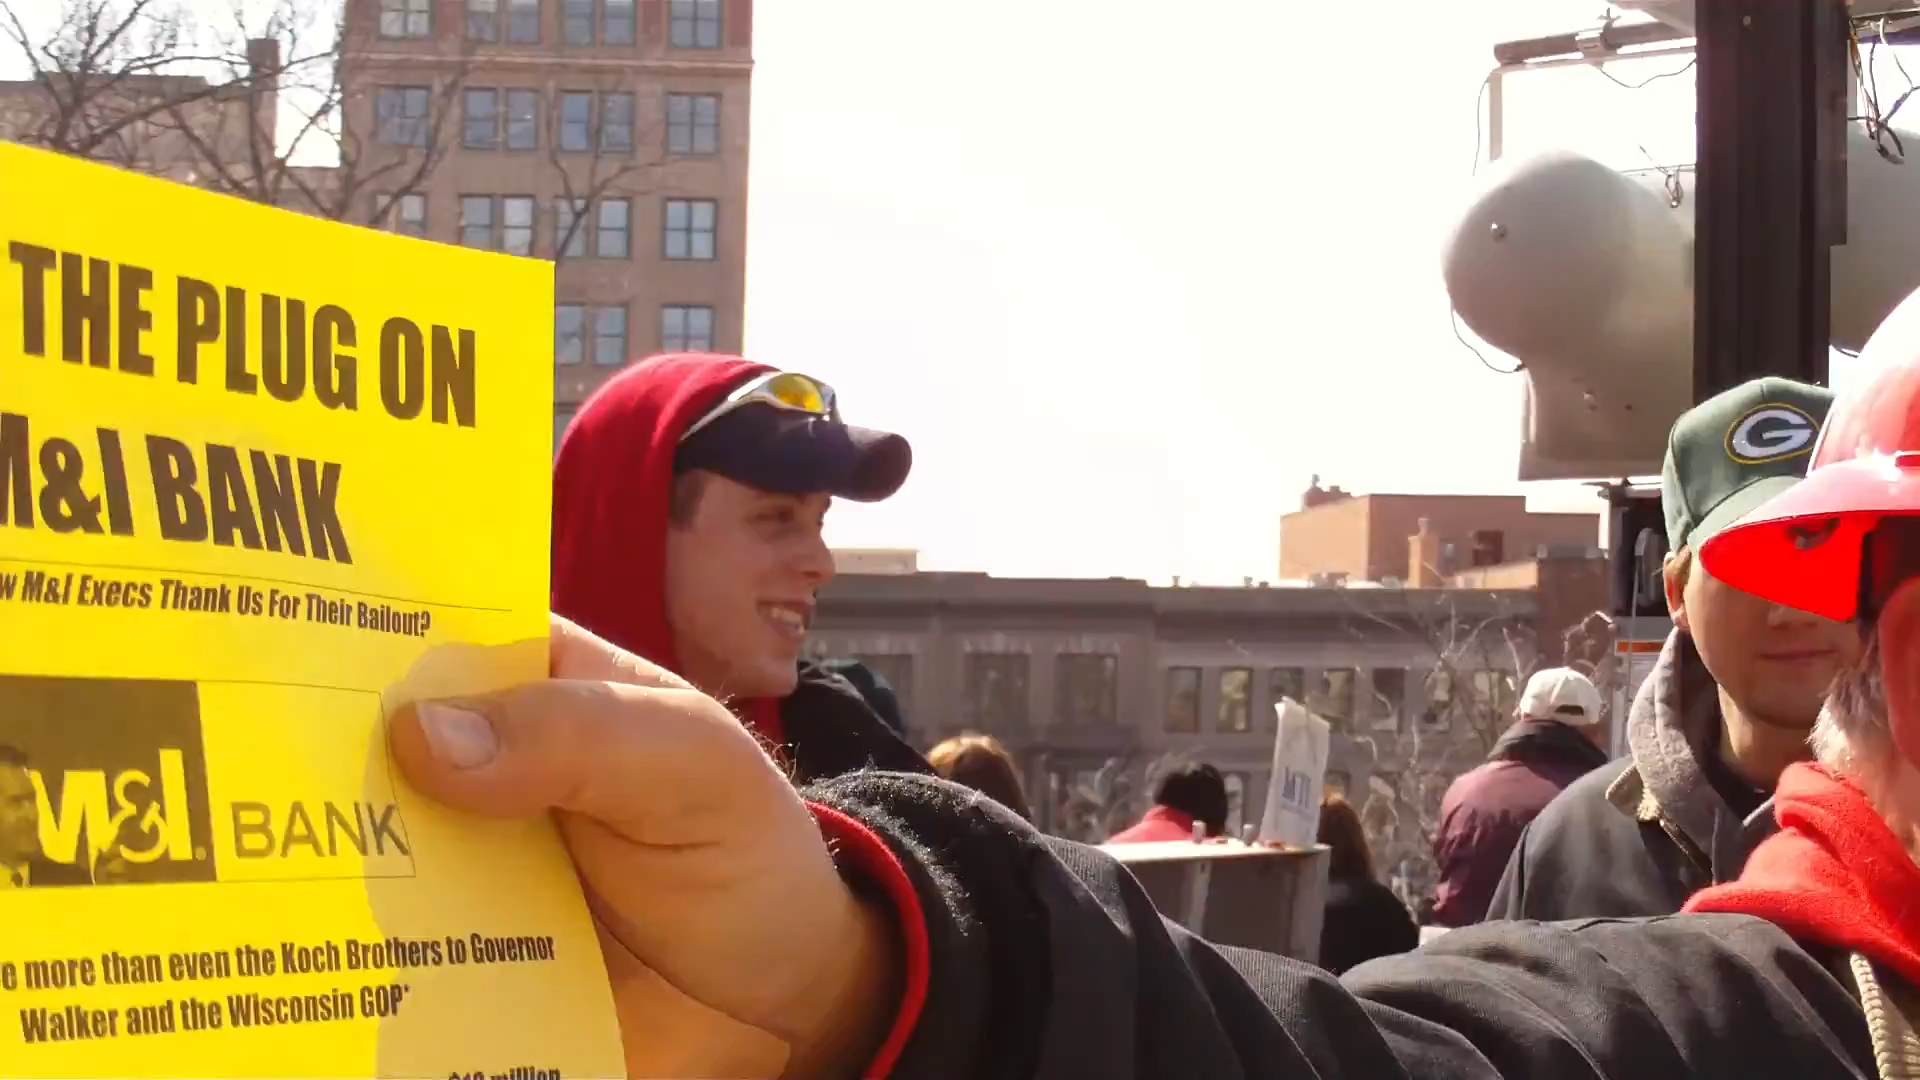 THE PLUG ON
M&I BANK
w M&I Execs Thank Us For Their Bailout?
M&I. BANK
e more than even the Koch Brothers to Governor
Walker and the Wisconsin GOP*
million
G